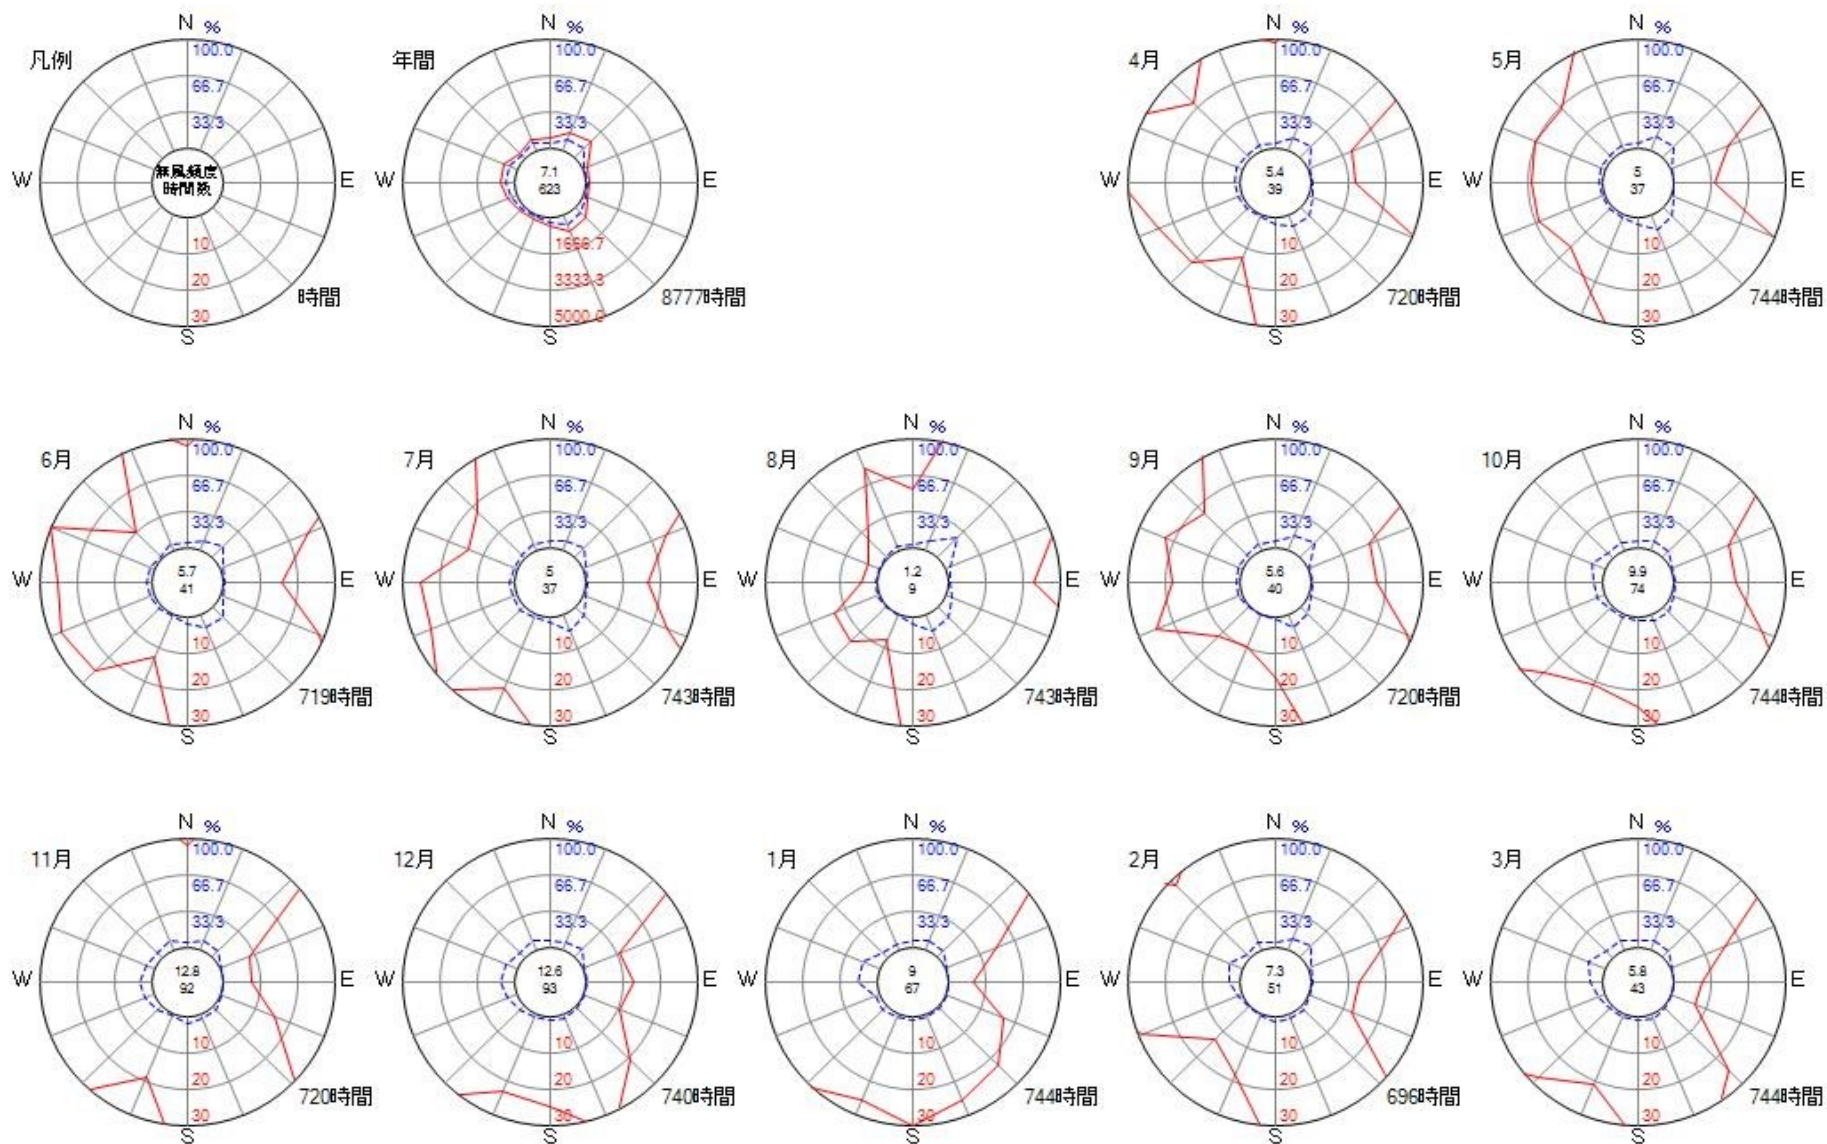 凡例
N %
100.0
66.7
33.3
無風頻度
時間数
W
E
10
20
30
S
時間
年間
N %
100.0
66.7
33.3
7.1
623
W
E
1666.7
3333.3
5000.0
S
8777時間
4月
N %
100.0
66.7
33.3
5.4
39
W
E
10
20
30
S
720時間
5月
N %
100.0
66.7
33.3
5
37
W
E
10
20
30
S
744時間
6月
N %
100.0
66.7
33.3
5.7
41
W
E
10
20
30
S
719時間
7月
N %
100.0
66.7
33.3
5
37
W
E
10
20
30
S
743時間
8月
N %
100.0
66.7
33.3
1.2
9
W
E
10
20
30
S
743時間
9月
N %
100.0
66.7
33.3
5.6
40
W
E
10
20
30
S
720時間
10月
N %
100.0
66.7
33.3
9.9
74
W
E
10
20
30
S
744時間
11月
N %
100.0
66.7
33.3
12.8
92
W
E
10
20
30
S
720時間
12月
N %
100.0
66.7
33.3
12.6
93
W
E
10
20
30
S
740時間
1月
N %
100.0
66.7
33.3
9
67
W
E
10
20
30
S
744時間
2月
N %
100.0
66.7
33.3
7.3
51
W
E
10
20
30
S
696時間
3月
N %
100.0
66.7
33.3
5.8
43
W
E
10
20
30
S
744時間